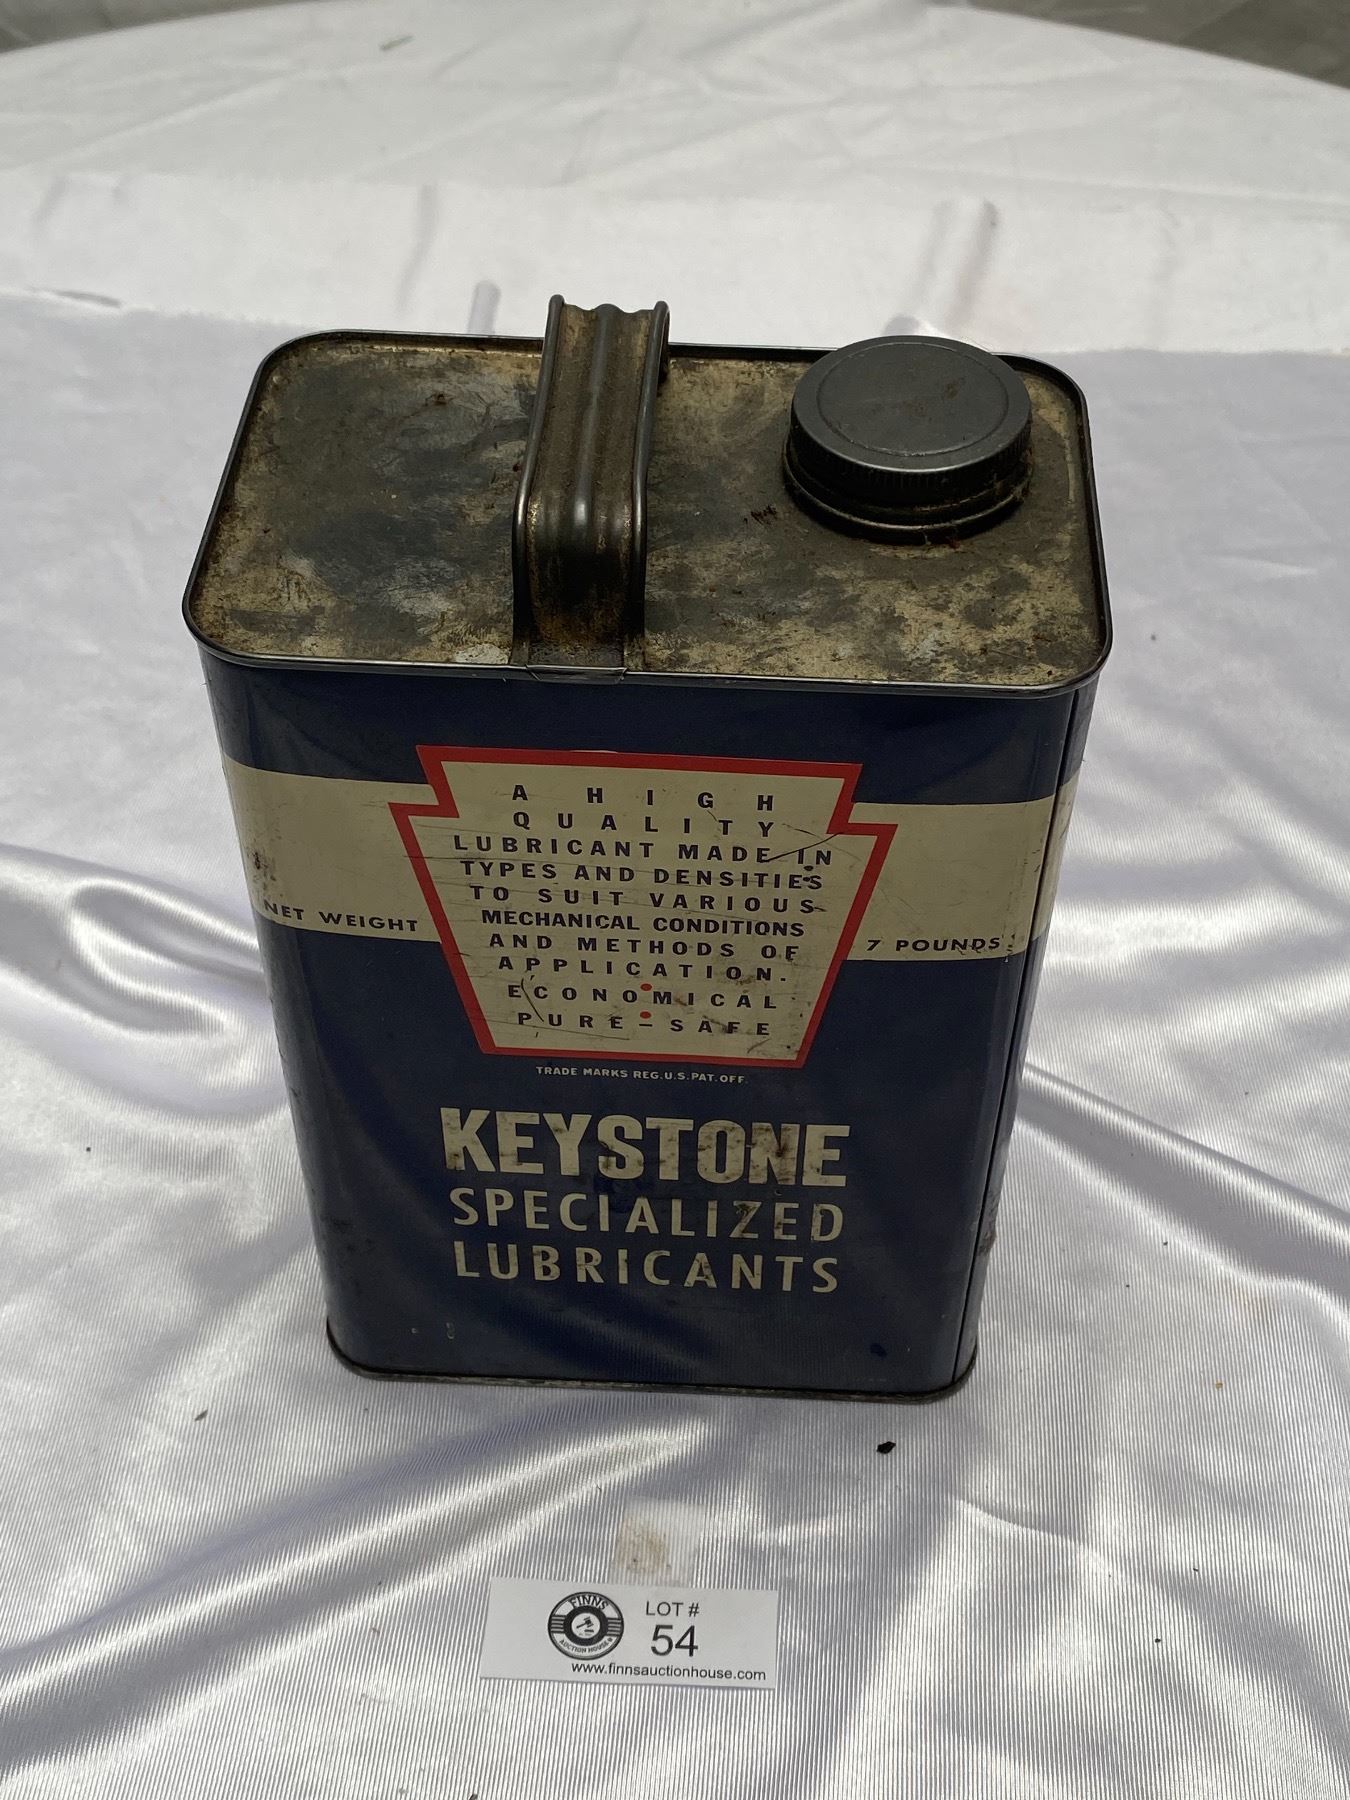 A HIGH
QUALITY
LUBRICANT MADE IN
TYPES AND DENSITIES
TO SUIT VARIOUS
MECHANICAL CONDITIONS
AND METHODS OF
APPLICATION.
ECONOMICAL
PURE-SAFE
NET WEIGHT
7 POUNDS
TRADE MARKS REG.U.S.PAT.OFF.
KEYSTONE
SPECIALIZED
LUBRICANTS
FINNS
AUCTION HOUSE
LOT #
54
www.finnsauctionhouse.com